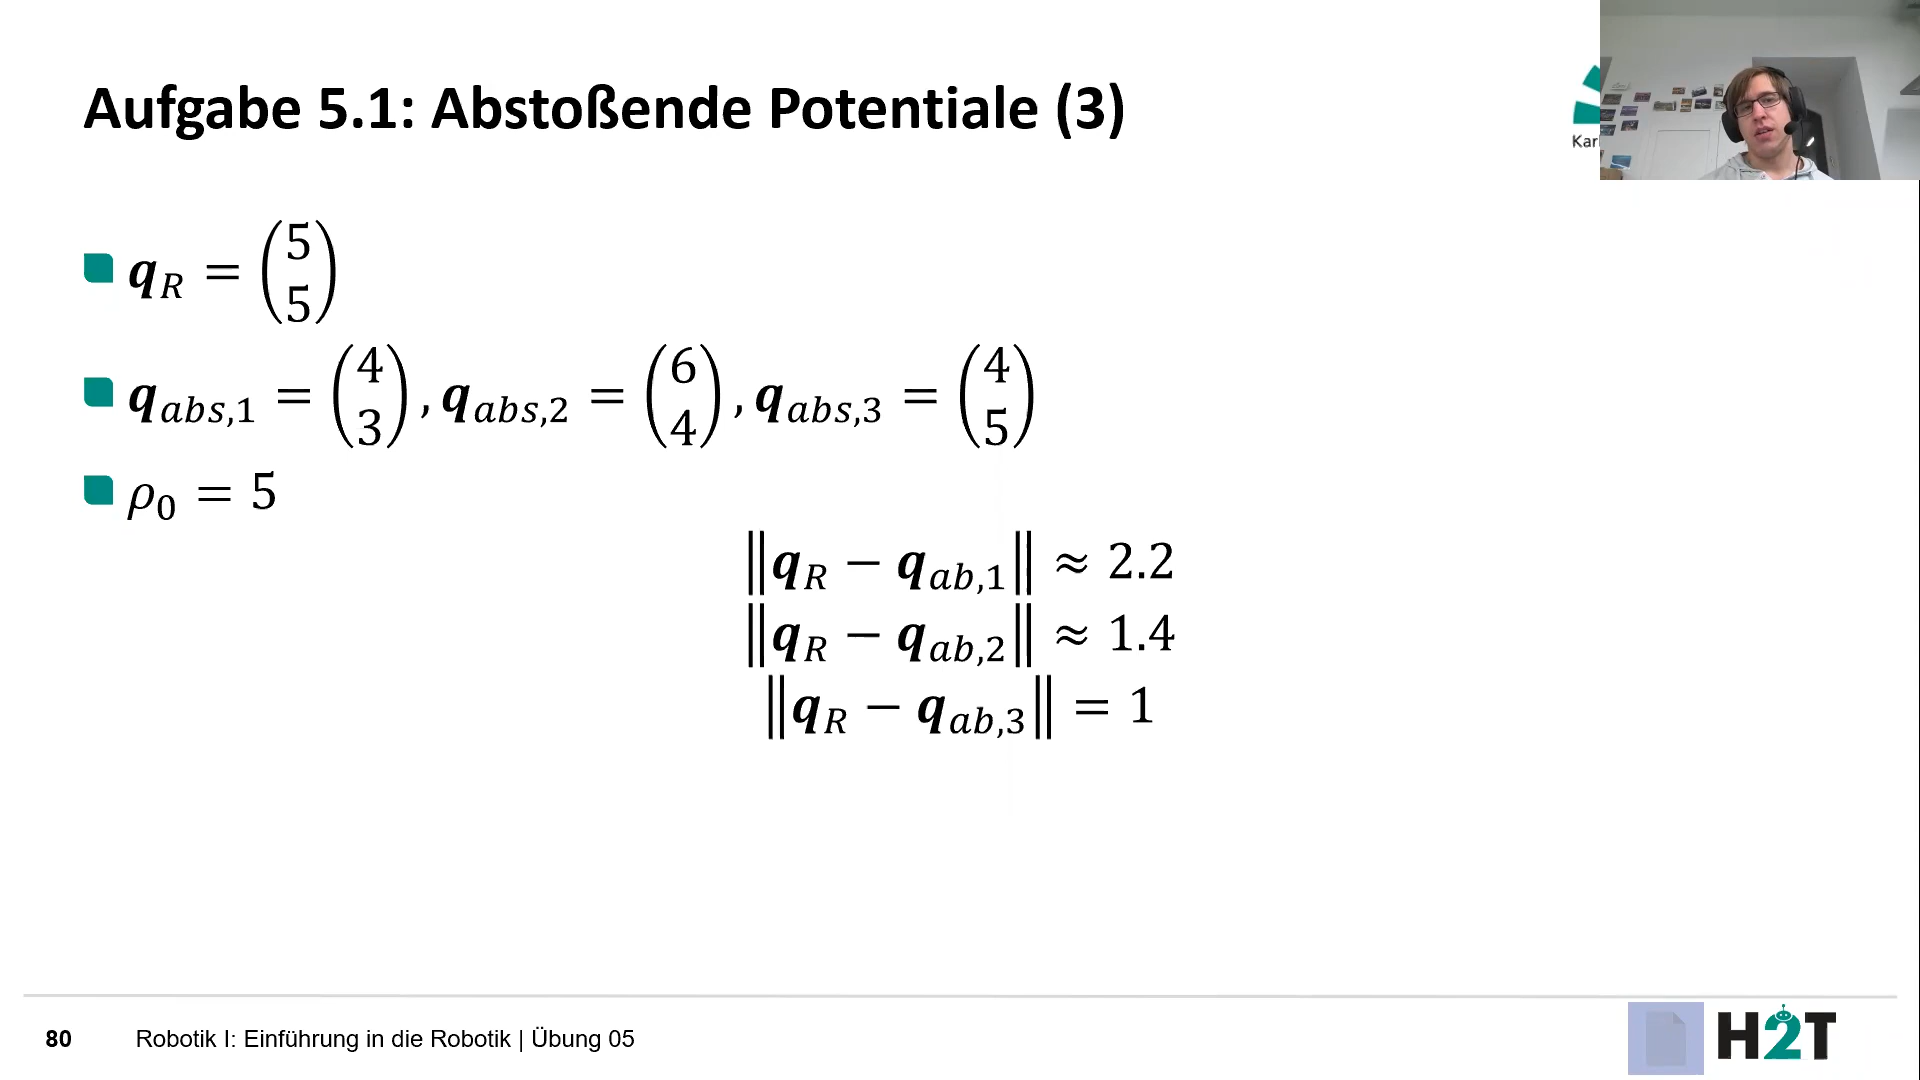 Aufgabe 5.1: Abstoßende Potentiale (3)
Kar
q_R = (5 5)
q_abs,1 = (4 3), q_abs,2 = (6 4), q_abs,3 = (4 5)
ρ_0 = 5
‖q_R − q_ab,1‖ ≈ 2.2
‖q_R − q_ab,2‖ ≈ 1.4
‖q_R − q_ab,3‖ = 1
80 Robotik I: Einführung in die Robotik | Übung 05
H2T